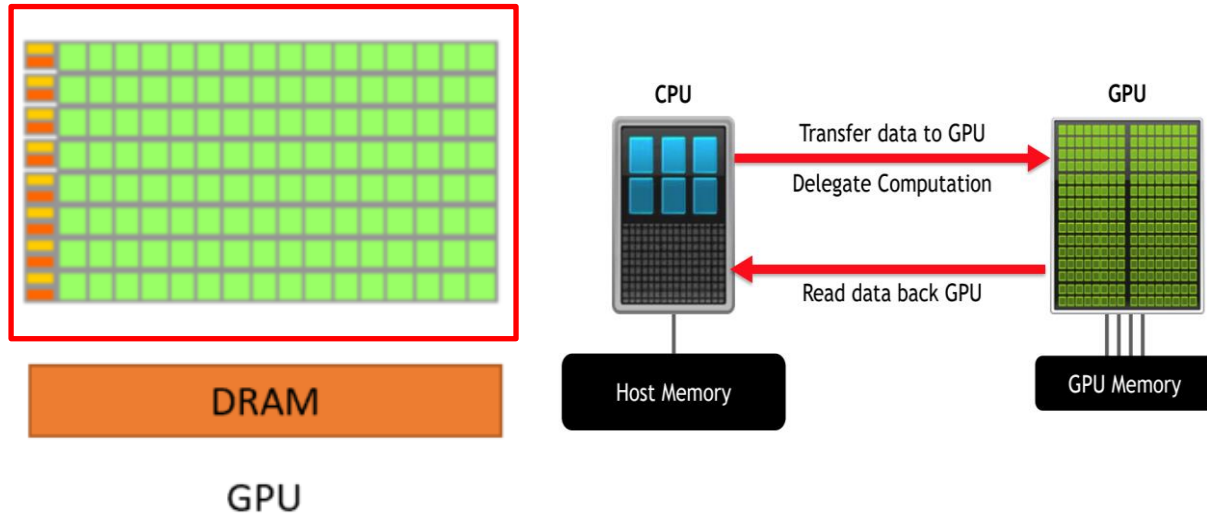 DRAM
GPU
CPU
GPU
Transfer data to GPU
Delegate Computation
Read data back GPU
Host Memory
GPU Memory